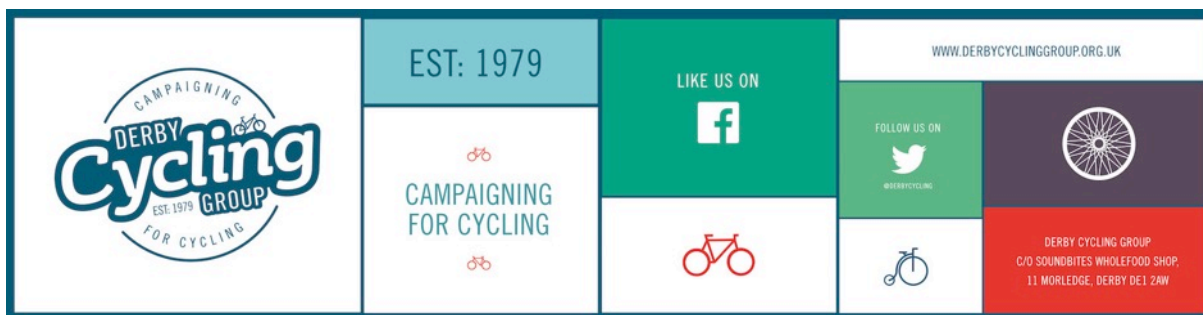 CAMPAIGNING
DERBY
Cycling
EST: 1979 GROUP
FOR CYCLING
EST: 1979
CAMPAIGNING
FOR CYCLING
LIKE US ON
f
WWW.DERBYCYCLINGGROUP.ORG.UK
FOLLOW US ON
@DERBYCYCLING
DERBY CYCLING GROUP
C/O SOUNDBITES WHOLEFOOD SHOP,
11 MORLEDGE, DERBY DE1 2AW